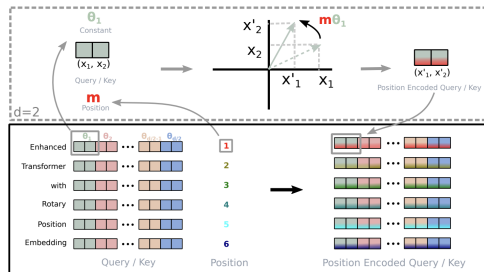 θ₁
Constant
(x₁, x₂)
Query / Key
m
Position
x'₂
x₂
x'₁
x₁
mθ₁
(x'₁, x'₂)
Position Encoded Query / Key
d=2
θ₁ θ₂ θd/2-1 θd/2
Enhanced
Transformer
with
Rotary
Position
Embedding
1
2
3
4
5
6
Query / Key
Position
Position Encoded Query / Key